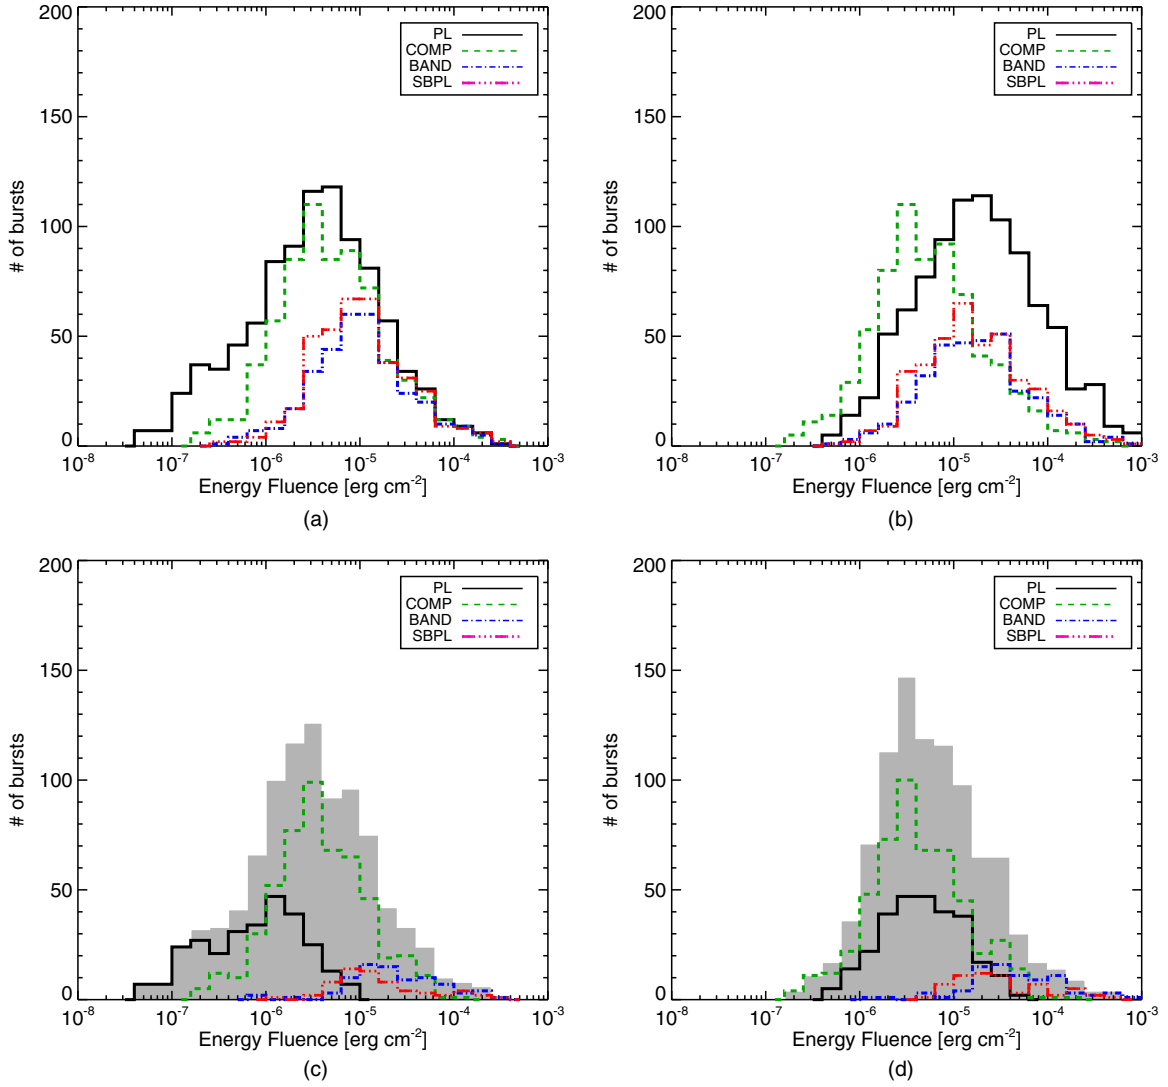 200
150
100
50
0
# of bursts
PL
COMP
BAND
SBPL
10-8
10-7
10-6
10-5
10-4
10-3
Energy Fluence [erg cm-2]
(a)
200
150
100
50
0
# of bursts
PL
COMP
BAND
SBPL
10-8
10-7
10-6
10-5
10-4
10-3
Energy Fluence [erg cm-2]
(b)
200
150
100
50
0
# of bursts
PL
COMP
BAND
SBPL
10-8
10-7
10-6
10-5
10-4
10-3
Energy Fluence [erg cm-2]
(c)
200
150
100
50
0
# of bursts
PL
COMP
BAND
SBPL
10-8
10-7
10-6
10-5
10-4
10-3
Energy Fluence [erg cm-2]
(d)